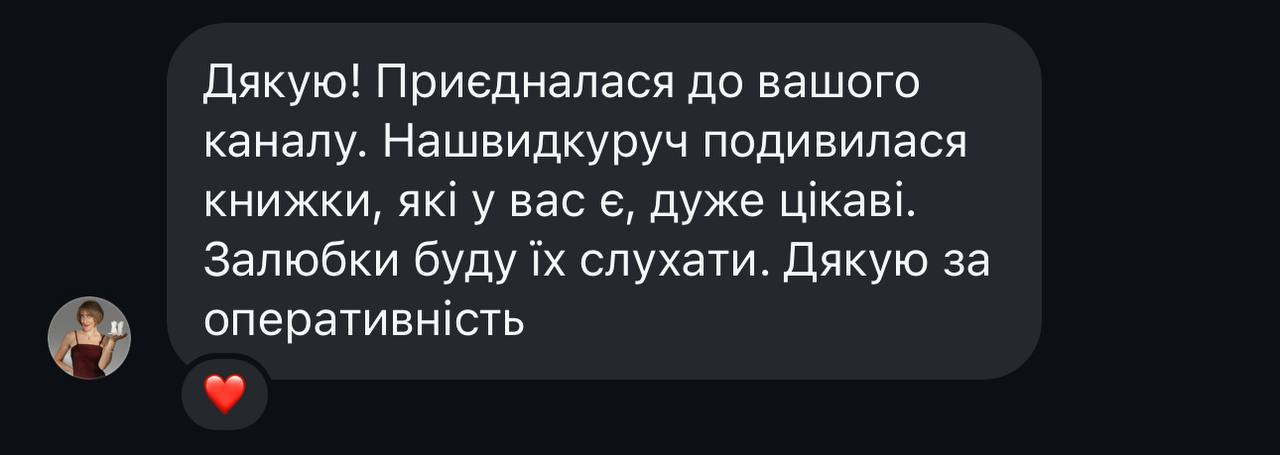 Дякую! Приєдналася до вашого
каналу. Нашвидкуруч подивилася
книжки, які у вас є, дуже цікаві.
Залюбки буду їх слухати. Дякую за
оперативність